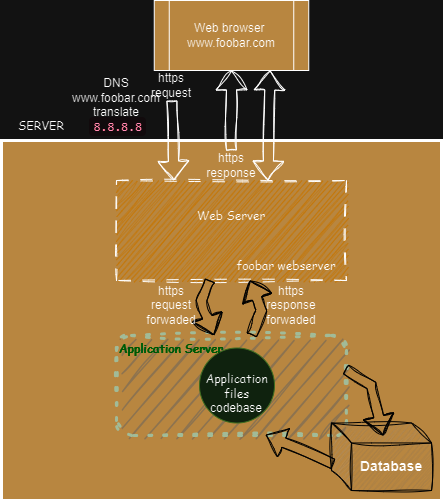 Web browser
www.foobar.com
https
request
DNS
www.foobar.com
translate
8.8.8.8
SERVER
https
response
Web Server
foobar webserver
https
request
forwaded
https
response
forwaded
Application Server
Application
files
codebase
Database